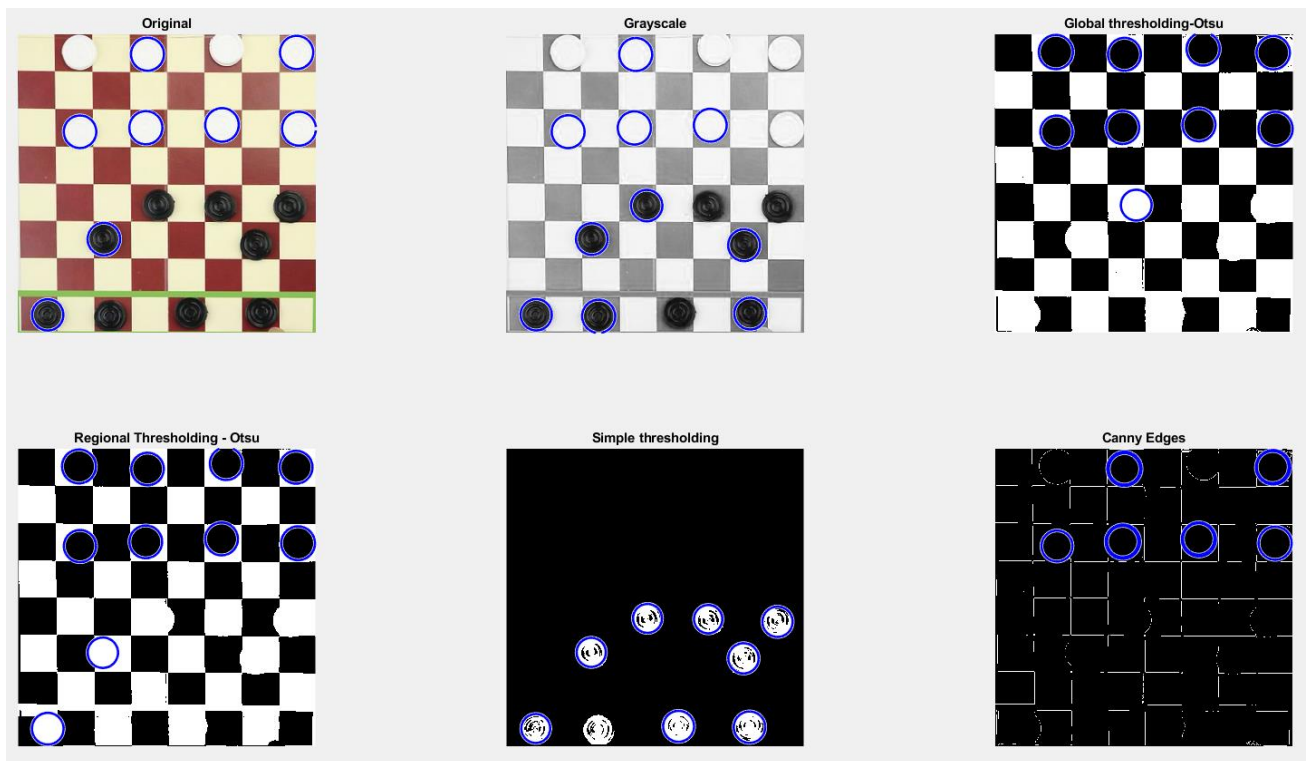 Original
Grayscale
Global thresholding-Otsu
Regional Thresholding - Otsu
Simple thresholding
Canny Edges